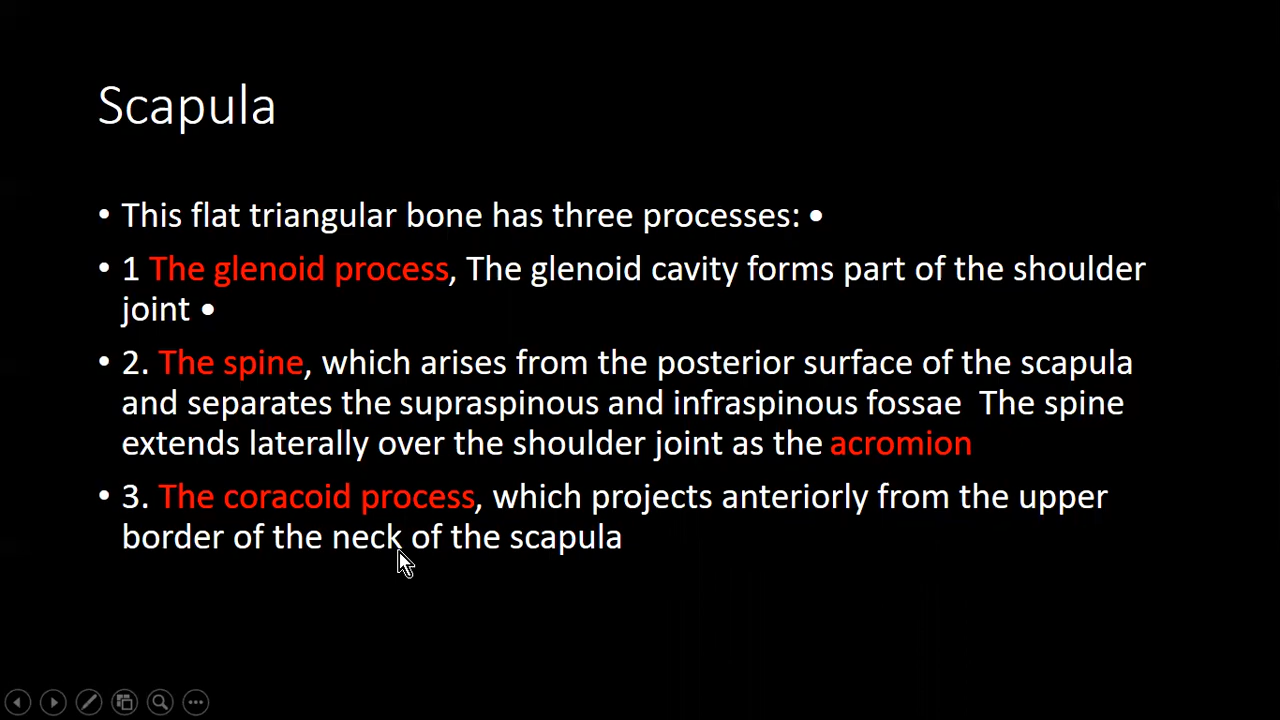 Scapula
• This flat triangular bone has three processes: •
• 1 The glenoid process, The glenoid cavity forms part of the shoulder
joint •
• 2. The spine, which arises from the posterior surface of the scapula
and separates the supraspinous and infraspinous fossae  The spine
extends laterally over the shoulder joint as the acromion
• 3. The coracoid process, which projects anteriorly from the upper
border of the neck of the scapula